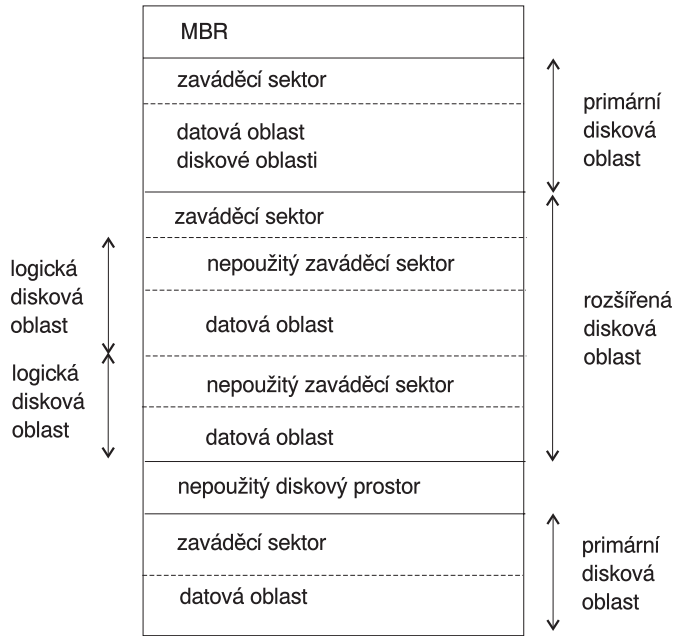 MBR
zaváděcí sektor
datová oblast
diskové oblasti
primární
disková
oblast
zaváděcí sektor
nepoužitý zaváděcí sektor
datová oblast
logická
disková
oblast
nepoužitý zaváděcí sektor
datová oblast
logická
disková
oblast
rozšířená
disková
oblast
nepoužitý diskový prostor
zaváděcí sektor
datová oblast
primární
disková
oblast